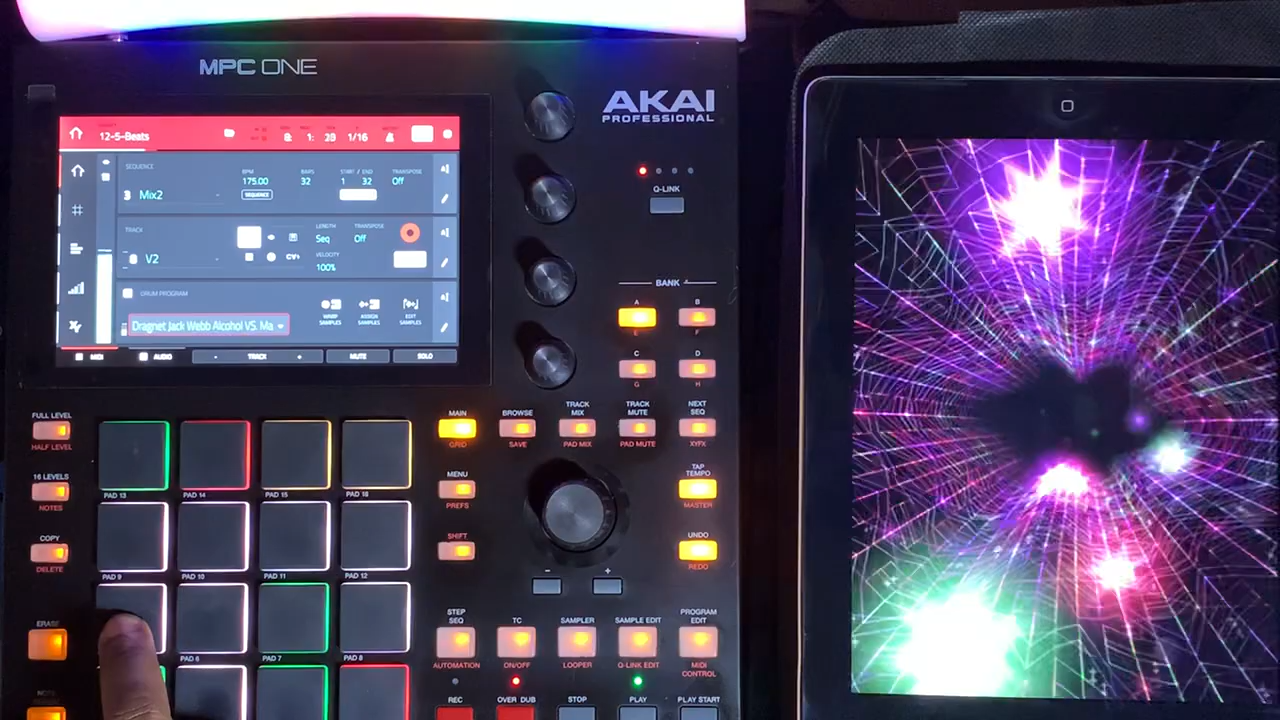 MPC ONE
AKAI
PROFESSIONAL
12-5-Beats
1/16
SEQUENCE
BPM
BARS
START / END
TRANSPOSE
3 Mix2
175.00
32
1 32
Off
SEQUENCE
TRACK
LENGTH
TRANSPOSE
Seq
Off
V2
CV+
VELOCITY
100%
DRUM PROGRAM
WARP SAMPLES
ASSIGN SAMPLES
EDIT SAMPLES
Dragnet Jack Webb Alcohol VS. Ma
MIDI
AUDIO
- TRACK +
MUTE
SOLO
Q-LINK
BANK
A
B
E
F
C
D
G
H
FULL LEVEL
HALF LEVEL
16 LEVELS
NOTES
COPY
DELETE
ERASE
MAIN
GRID
BROWSE
SAVE
TRACK MIX
PAD MIX
TRACK MUTE
PAD MUTE
NEXT SEQ
XYFX
MENU
PREFS
TAP TEMPO
MASTER
SHIFT
UNDO
REDO
- +
PAD 13
PAD 14
PAD 15
PAD 16
PAD 9
PAD 10
PAD 11
PAD 12
PAD 6
PAD 7
PAD 8
STEP SEQ
AUTOMATION
TC
ON/OFF
SAMPLER
LOOPER
SAMPLE EDIT
Q-LINK EDIT
PROGRAM EDIT
MIDI CONTROL
REC
OVER DUB
STOP
PLAY
PLAY START